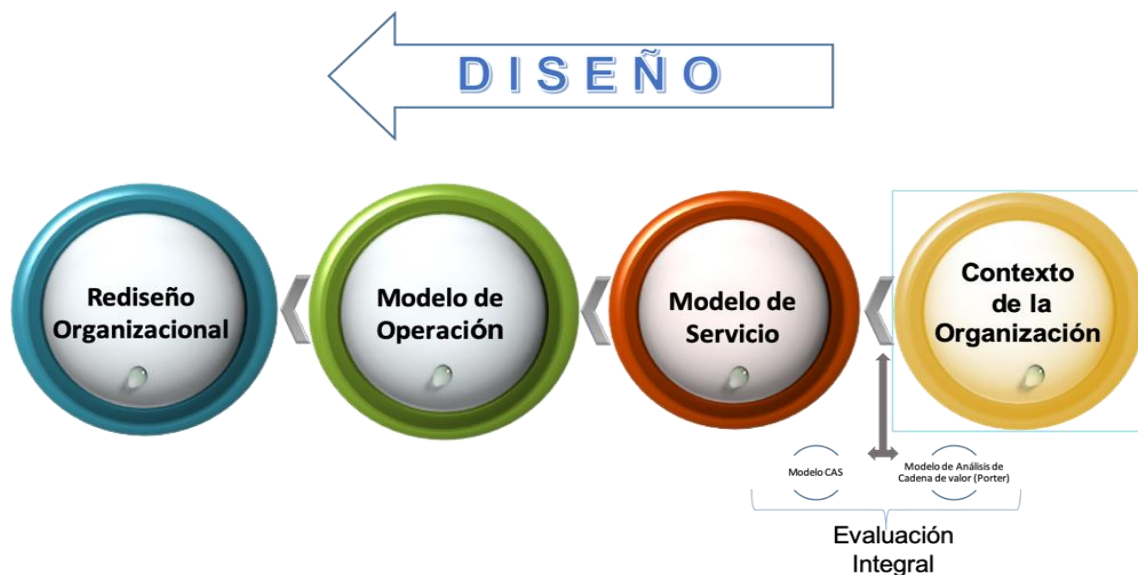 DISEÑO
Rediseño
Organizacional
Modelo de
Operación
Modelo de
Servicio
Contexto
de la
Organización
Modelo CAS
Modelo de Análisis de
Cadena de valor (Porter)
Evaluación
Integral